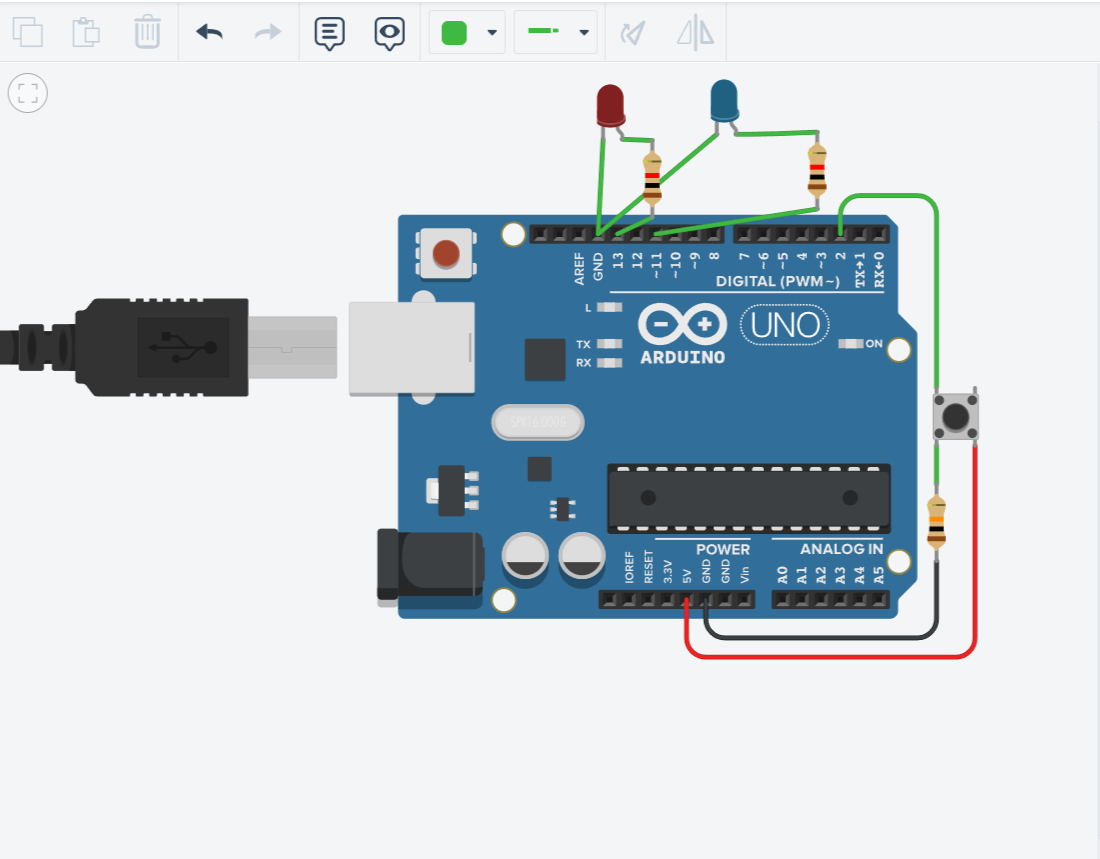 AREF
GND
13
12
~11
~10
~9
8
7
~6
~5
4
~3
2
TX→1
RX←0
DIGITAL (PWM~)
L
TX
RX
UNO
ARDUINO
ON
SPK16.000G
POWER
ANALOG IN
IOREF
RESET
3.3V
5V
GND
GND
Vin
A0
A1
A2
A3
A4
A5